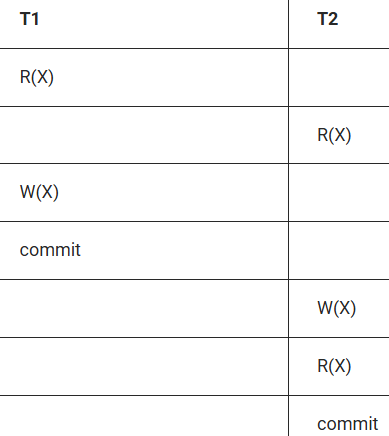 T1 T2
R(X)
R(X)
W(X)
commit
W(X)
R(X)
commit